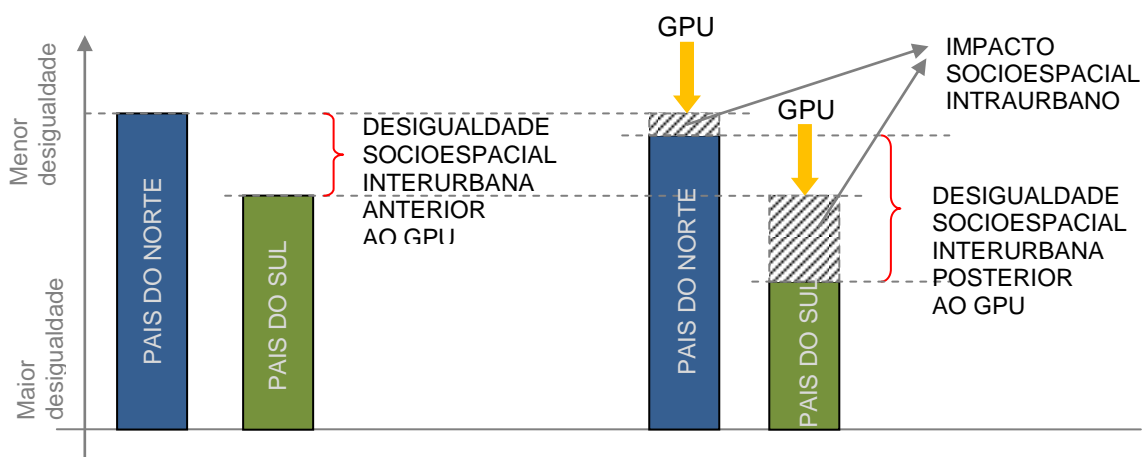 Menor
desigualdade
Maior
desigualdade
PAIS DO NORTE
PAIS DO SUL
DESIGUALDADE
SOCIOESPACIAL
INTERURBANA
ANTERIOR
AO GPU
GPU
PAIS DO NORTE
GPU
PAIS DO SUL
IMPACTO
SOCIOESPACIAL
INTRAURBANO
DESIGUALDADE
SOCIOESPACIAL
INTERURBANA
POSTERIOR
AO GPU